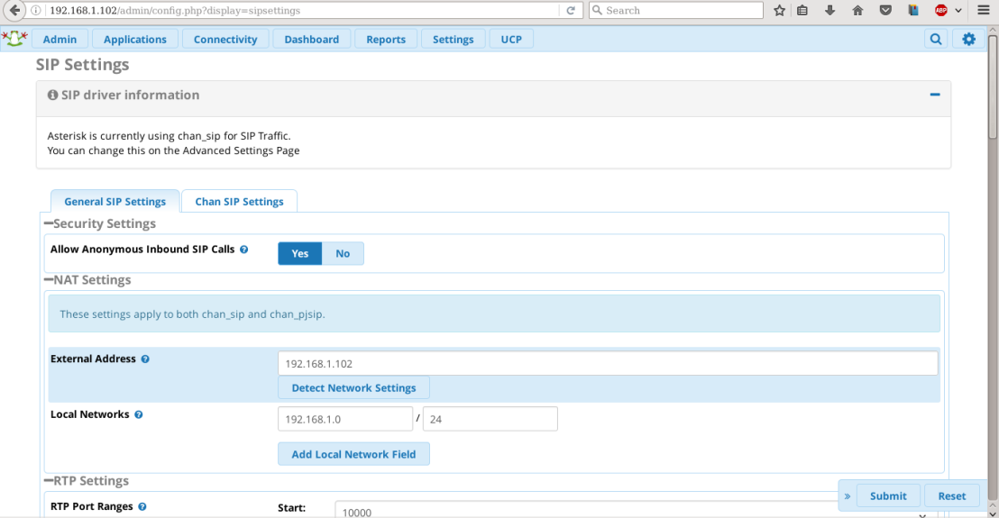 192.168.1.102/admin/config.php?display=sipsettings
Search
ABP
Admin Applications Connectivity Dashboard Reports Settings UCP
SIP Settings
SIP driver information
Asterisk is currently using chan_sip for SIP Traffic.
You can change this on the Advanced Settings Page
General SIP Settings Chan SIP Settings
Security Settings
Allow Anonymous Inbound SIP Calls Yes No
NAT Settings
These settings apply to both chan_sip and chan_pjsip.
External Address 192.168.1.102
Detect Network Settings
Local Networks 192.168.1.0 / 24
Add Local Network Field
RTP Settings
» Submit Reset
RTP Port Ranges Start: 10000